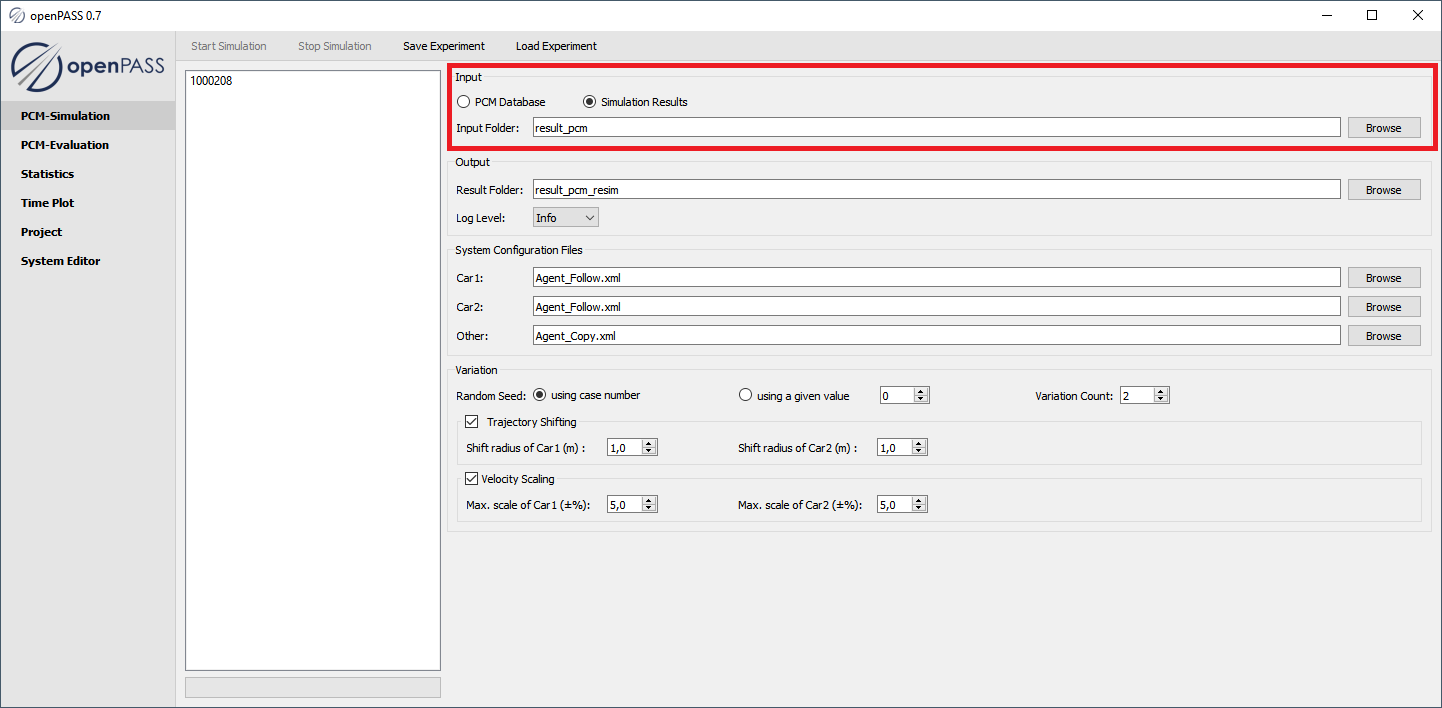 openPASS 0.7
openPASS
PCM-Simulation
PCM-Evaluation
Statistics
Time Plot
Project
System Editor
Start Simulation Stop Simulation Save Experiment Load Experiment
1000208
Input
PCM Database Simulation Results
Input Folder: result_pcm Browse
Output
Result Folder: result_pcm_resim Browse
Log Level: Info
System Configuration Files
Car1: Agent_Follow.xml Browse
Car2: Agent_Follow.xml Browse
Other: Agent_Copy.xml Browse
Variation
Random Seed: using case number using a given value 0 Variation Count: 2
Trajectory Shifting
Shift radius of Car1 (m) : 1,0 Shift radius of Car2 (m) : 1,0
Velocity Scaling
Max. scale of Car1 (±%): 5,0 Max. scale of Car2 (±%): 5,0